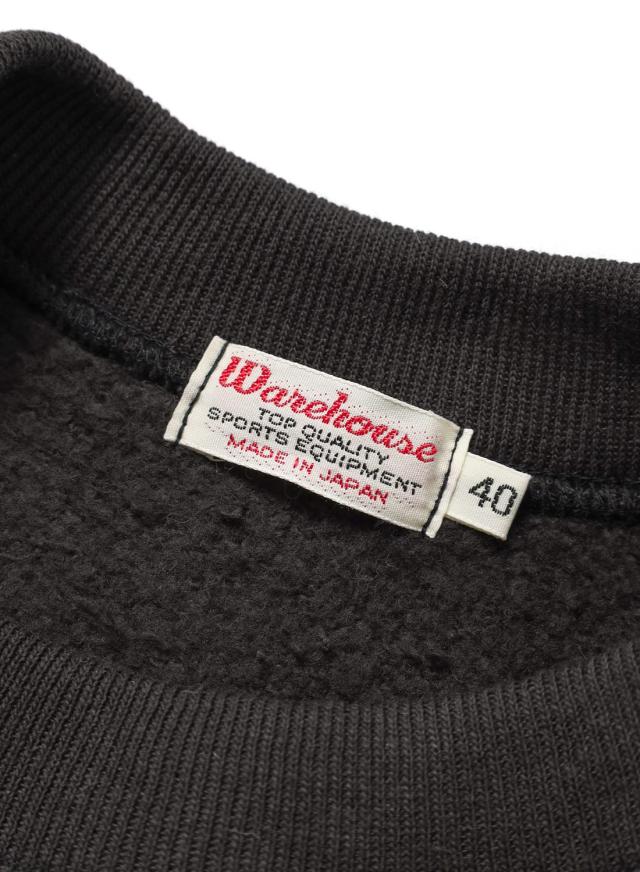 Warehouse
TOP QUALITY
SPORTS EQUIPMENT
MADE IN JAPAN
40